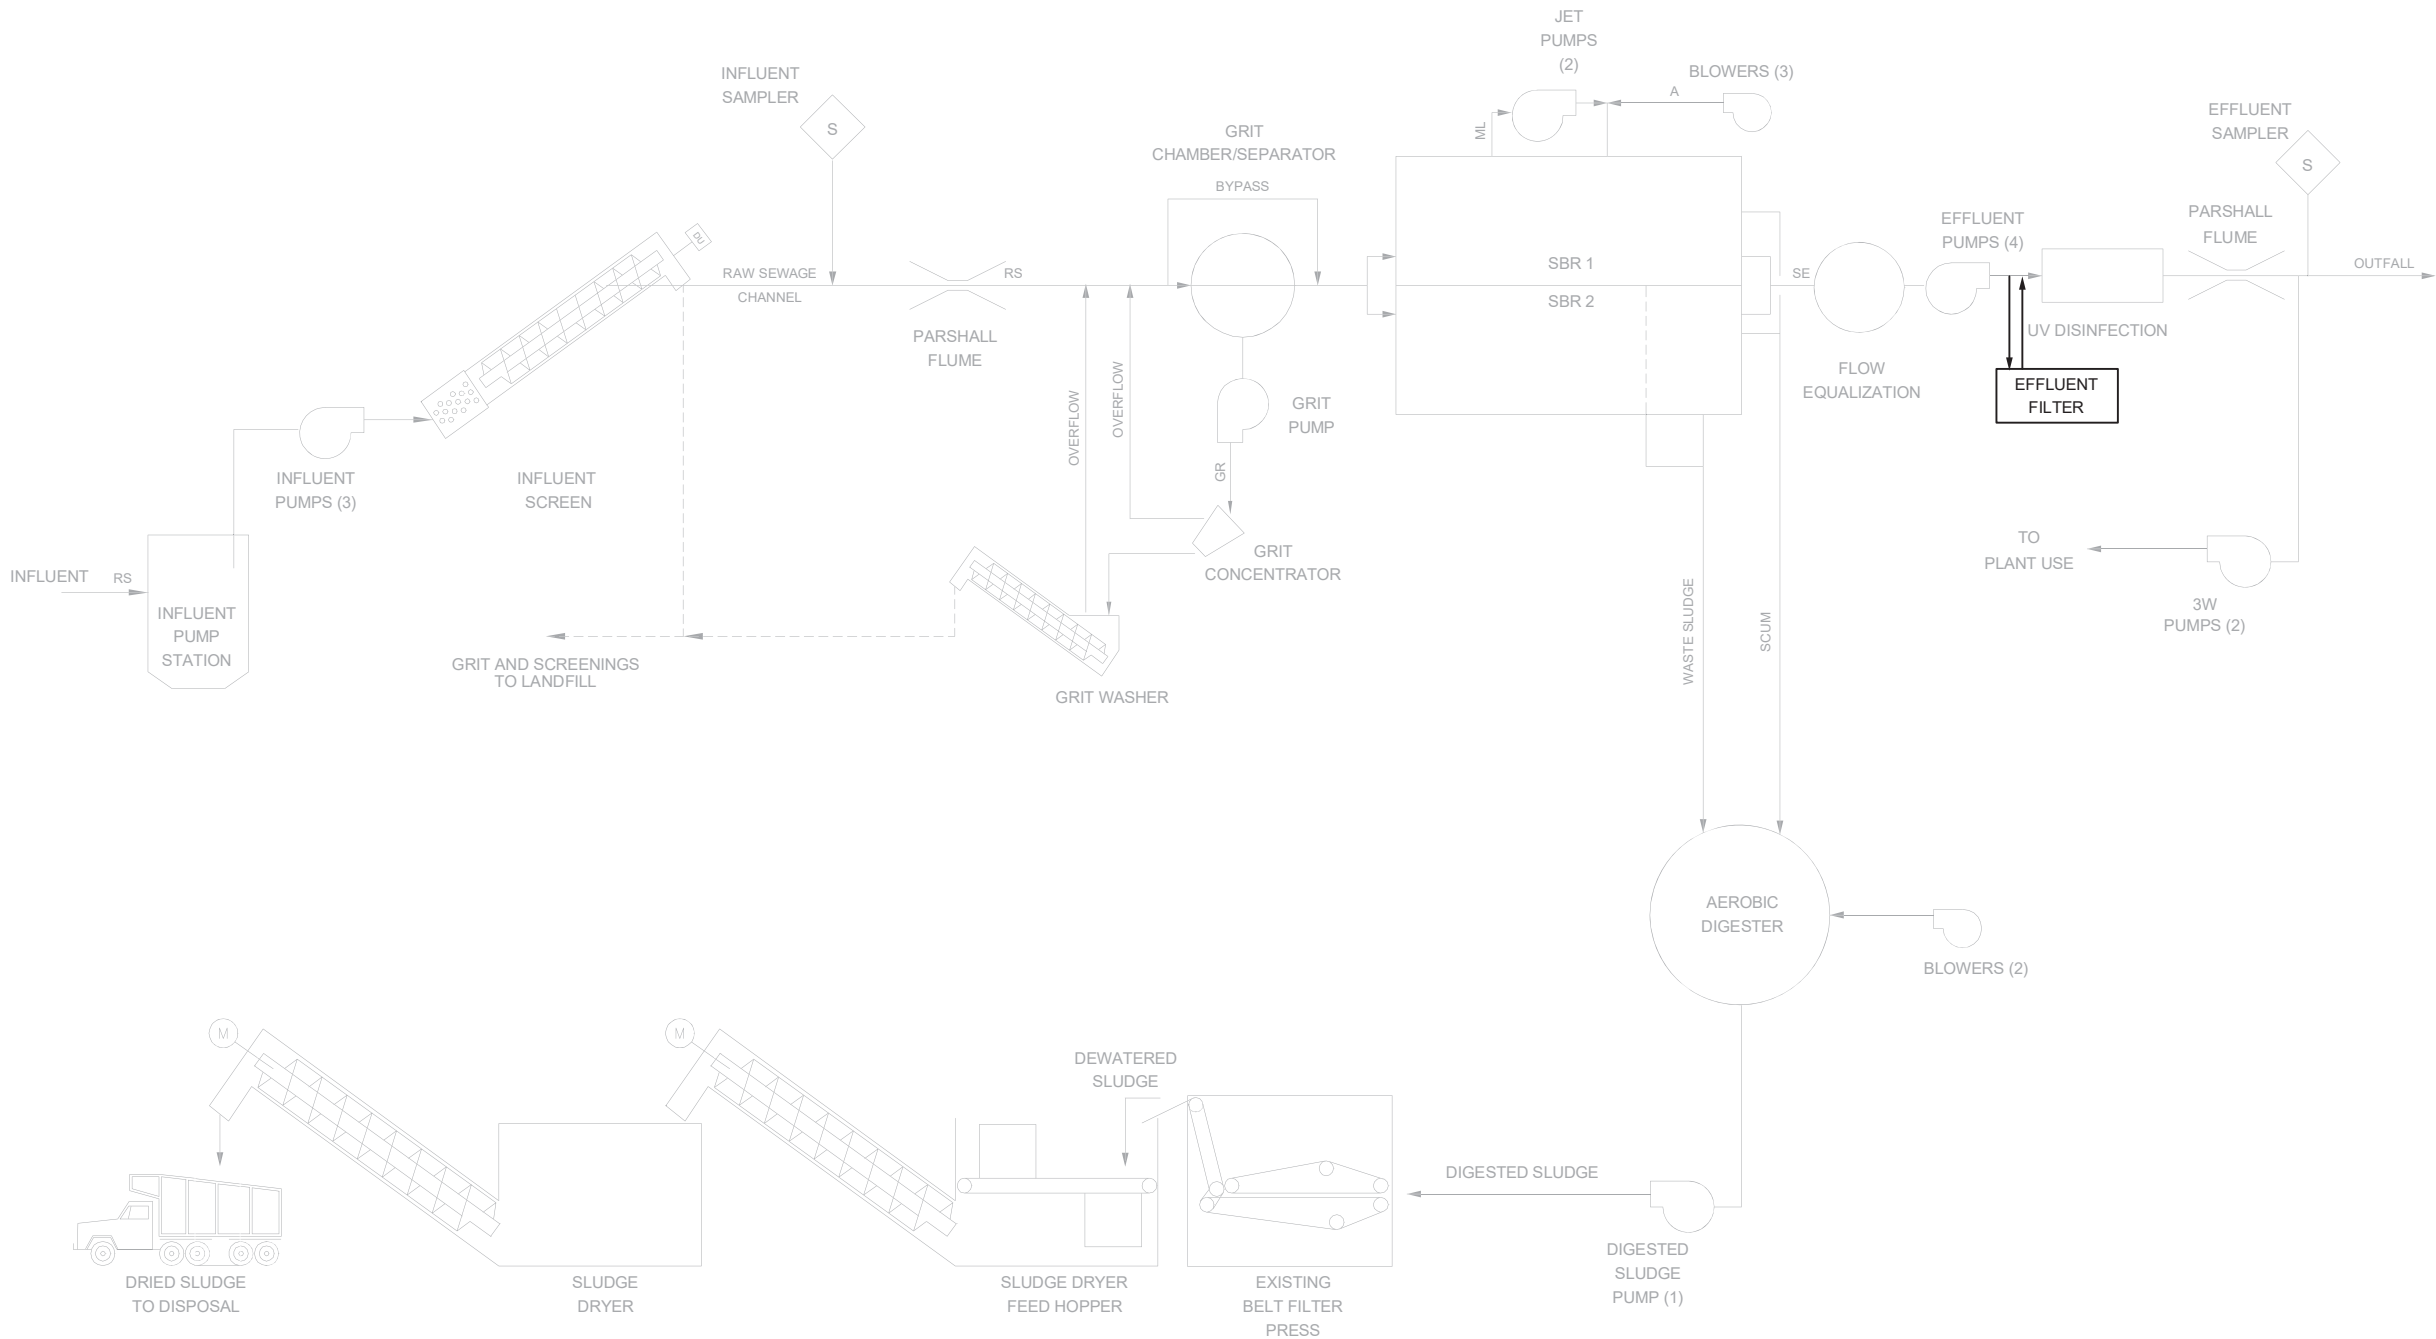 JET
PUMPS
(2)
BLOWERS (3)
A
ML
INFLUENT
SAMPLER
S
EFFLUENT
SAMPLER
S
GRIT
CHAMBER/SEPARATOR
BYPASS
DU
RAW SEWAGE
CHANNEL
RS
PARSHALL
FLUME
SBR 1
SBR 2
SE
EFFLUENT
PUMPS (4)
PARSHALL
FLUME
OUTFALL
UV DISINFECTION
FLOW
EQUALIZATION
EFFLUENT
FILTER
OVERFLOW
OVERFLOW
GRIT
PUMP
GR
INFLUENT
PUMPS (3)
INFLUENT
SCREEN
GRIT
CONCENTRATOR
INFLUENT
RS
INFLUENT
PUMP
STATION
GRIT AND SCREENINGS
TO LANDFILL
GRIT WASHER
WASTE SLUDGE
SCUM
TO
PLANT USE
3W
PUMPS (2)
AEROBIC
DIGESTER
BLOWERS (2)
M
M
DEWATERED
SLUDGE
DIGESTED SLUDGE
DRIED SLUDGE
TO DISPOSAL
SLUDGE
DRYER
SLUDGE DRYER
FEED HOPPER
EXISTING
BELT FILTER
PRESS
DIGESTED
SLUDGE
PUMP (1)